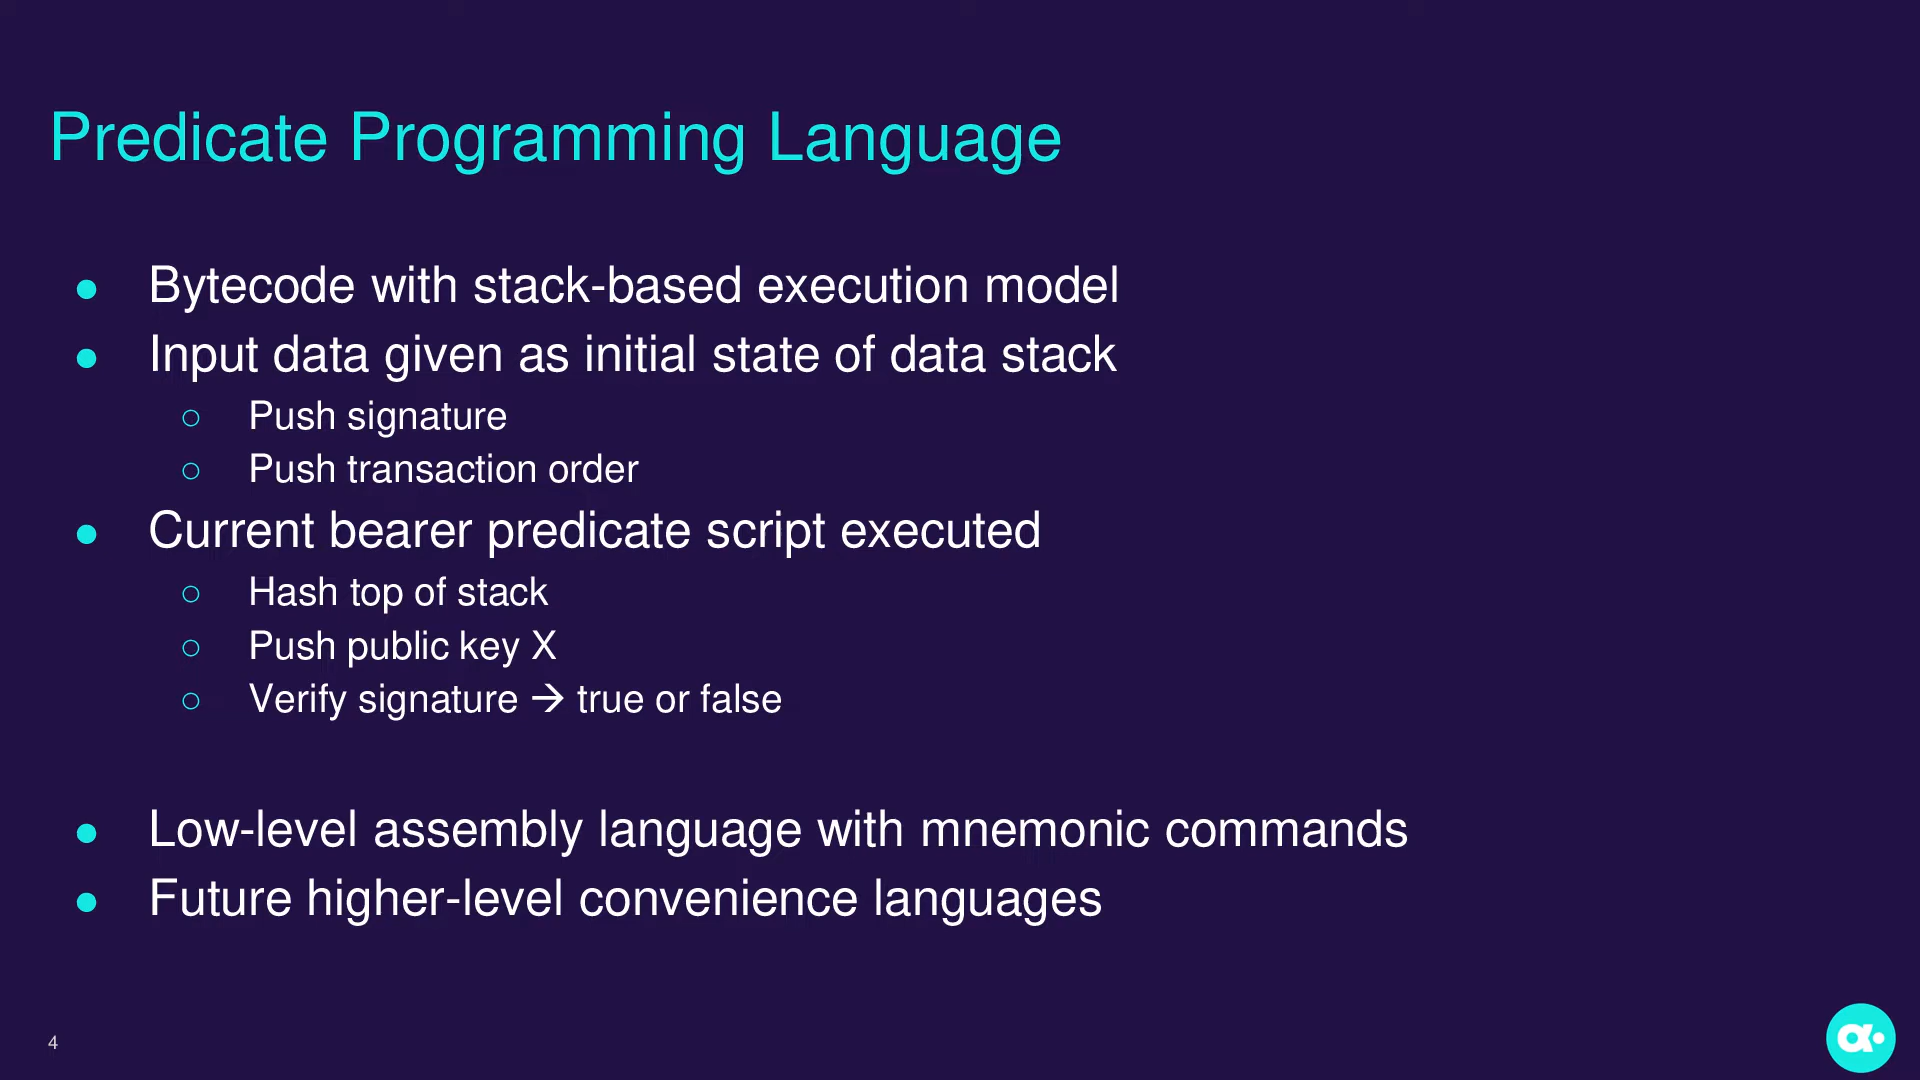 Predicate Programming Language
● Bytecode with stack-based execution model
● Input data given as initial state of data stack
○ Push signature
○ Push transaction order
● Current bearer predicate script executed
○ Hash top of stack
○ Push public key X
○ Verify signature → true or false
● Low-level assembly language with mnemonic commands
● Future higher-level convenience languages
4